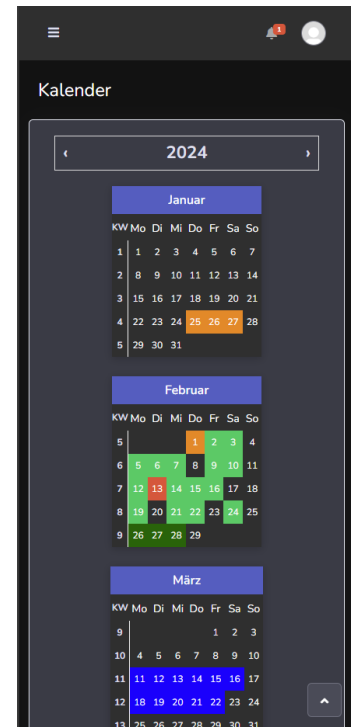 1
Kalender
‹ 2024 ›
Januar
KW Mo Di Mi Do Fr Sa So
1 1 2 3 4 5 6 7
2 8 9 10 11 12 13 14
3 15 16 17 18 19 20 21
4 22 23 24 25 26 27 28
5 29 30 31
Februar
KW Mo Di Mi Do Fr Sa So
5 1 2 3 4
6 5 6 7 8 9 10 11
7 12 13 14 15 16 17 18
8 19 20 21 22 23 24 25
9 26 27 28 29
März
KW Mo Di Mi Do Fr Sa So
9 1 2 3
10 4 5 6 7 8 9 10
11 11 12 13 14 15 16 17
12 18 19 20 21 22 23 24
13 25 26 27 28 29 30 31